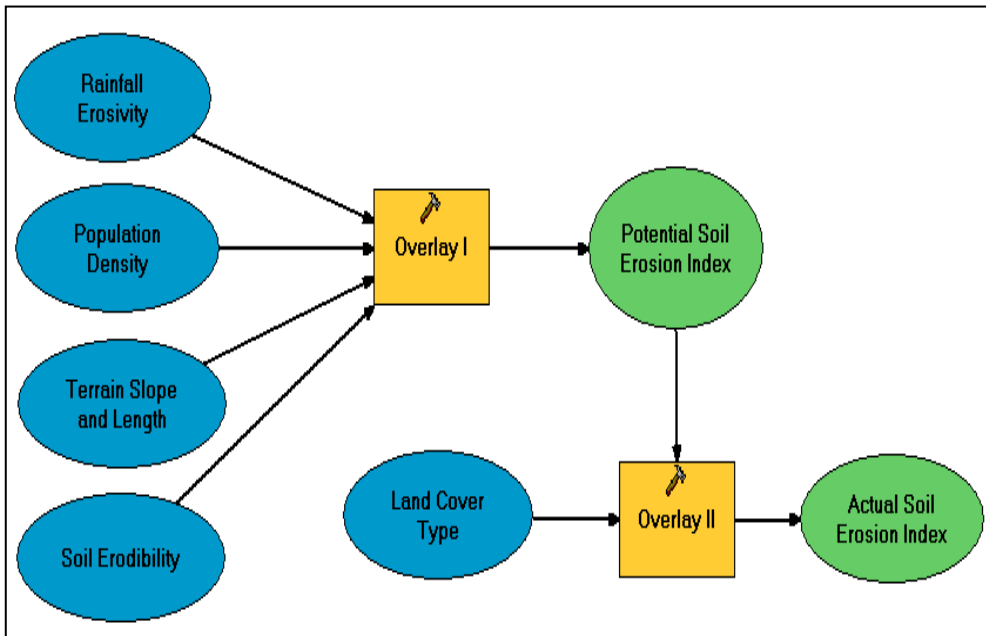 Rainfall
Erosivity
Population
Density
Overlay I
Potential Soil
Erosion Index
Terrain Slope
and Length
Soil Erodibility
Land Cover
Type
Overlay II
Actual Soil
Erosion Index